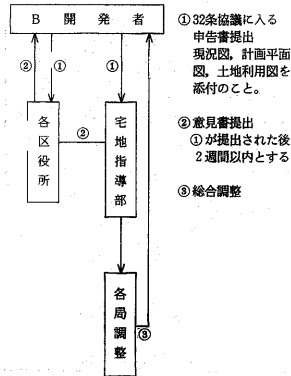 B 開発者
② ① ①
各区役所
②
宅地指導部
各局調整
③
①32条協議に入る
申告書提出
現況図，計画平面
図，土地利用図を
添付のこと。
②意見書提出
①が提出された後
2週間以内とする
③総合調整